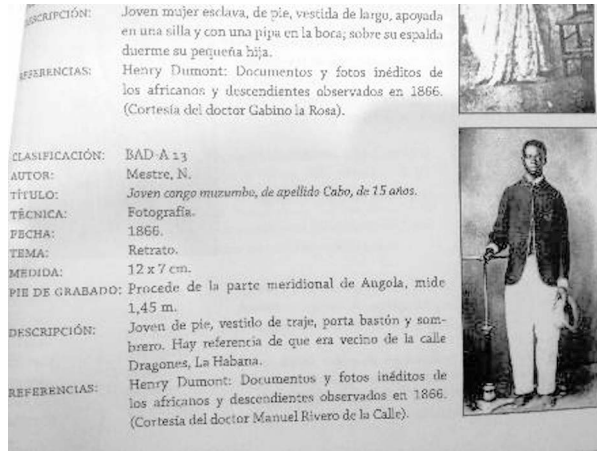 DESCRIPCIÓN: Joven mujer esclava, de pie, vestida de largo, apoyada
en una silla y con una pipa en la boca; sobre su espalda
duerme su pequeña hija.
REFERENCIAS: Henry Dumont: Documentos y fotos inéditos de
los africanos y descendientes observados en 1866.
(Cortesía del doctor Gabino la Rosa).
CLASIFICACIÓN: BAD-A 13
AUTOR: Mestre, N.
TÍTULO: Joven congo muzumbo, de apellido Cabo, de 15 años.
TÉCNICA: Fotografía.
FECHA: 1866.
TEMA: Retrato.
MEDIDA: 12 x 7 cm.
PIE DE GRABADO: Procede de la parte meridional de Angola, mide
1,45 m.
DESCRIPCIÓN: Joven de pie, vestido de traje, porta bastón y som-
brero. Hay referencia de que era vecino de la calle
Dragones, La Habana.
REFERENCIAS: Henry Dumont: Documentos y fotos inéditos de
los africanos y descendientes observados en 1866.
(Cortesía del doctor Manuel Rivero de la Calle).